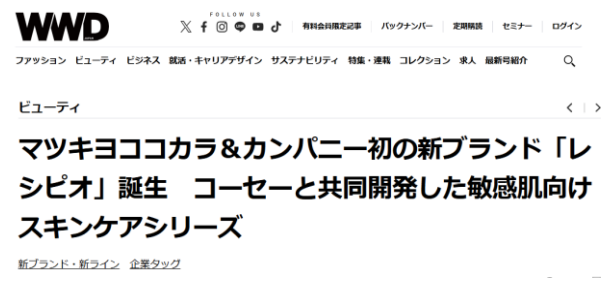 WWD
FOLLOW US
有料会員限定記事 バックナンバー 定期購読 セミナー ログイン
ファッション ビューティ ビジネス 就活・キャリアデザイン サステナビリティ 特集・連載 コレクション 求人 最新号紹介
ビューティ
マツキヨココカラ＆カンパニー初の新ブランド「レ
シピオ」誕生　コーセーと共同開発した敏感肌向け
スキンケアシリーズ
新ブランド・新ライン 企業タッグ